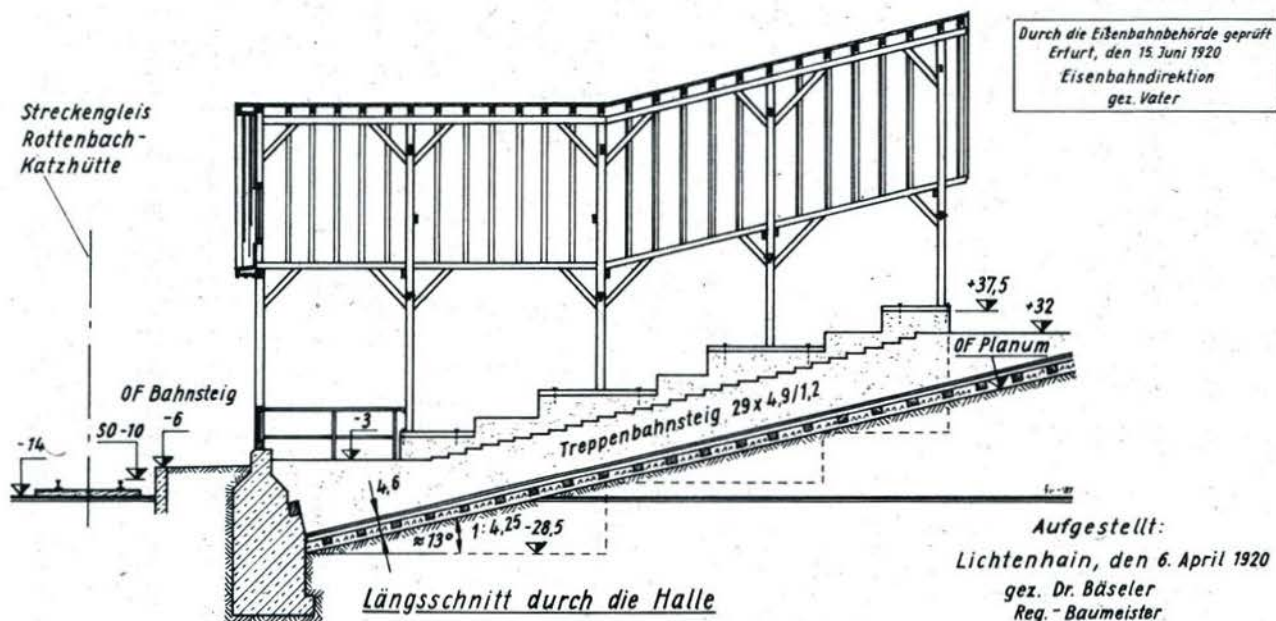 Durch die Eisenbahnbehörde geprüft
Erfurt, den 15. Juni 1920
Eisenbahndirektion
gez. Vater
Streckengleis
Rottenbach-
Katzhütte
+37,5
+32
OF Planum
OF Bahnsteig
-6
SO -10
-14
-3
Treppenbahnsteig 29 x 4,9/1,2
4,6
≈13°
1:4,25
-28,5
Längsschnitt durch die Halle
Aufgestellt:
Lichtenhain, den 6. April 1920
gez. Dr. Bäseler
Reg.- Baumeister